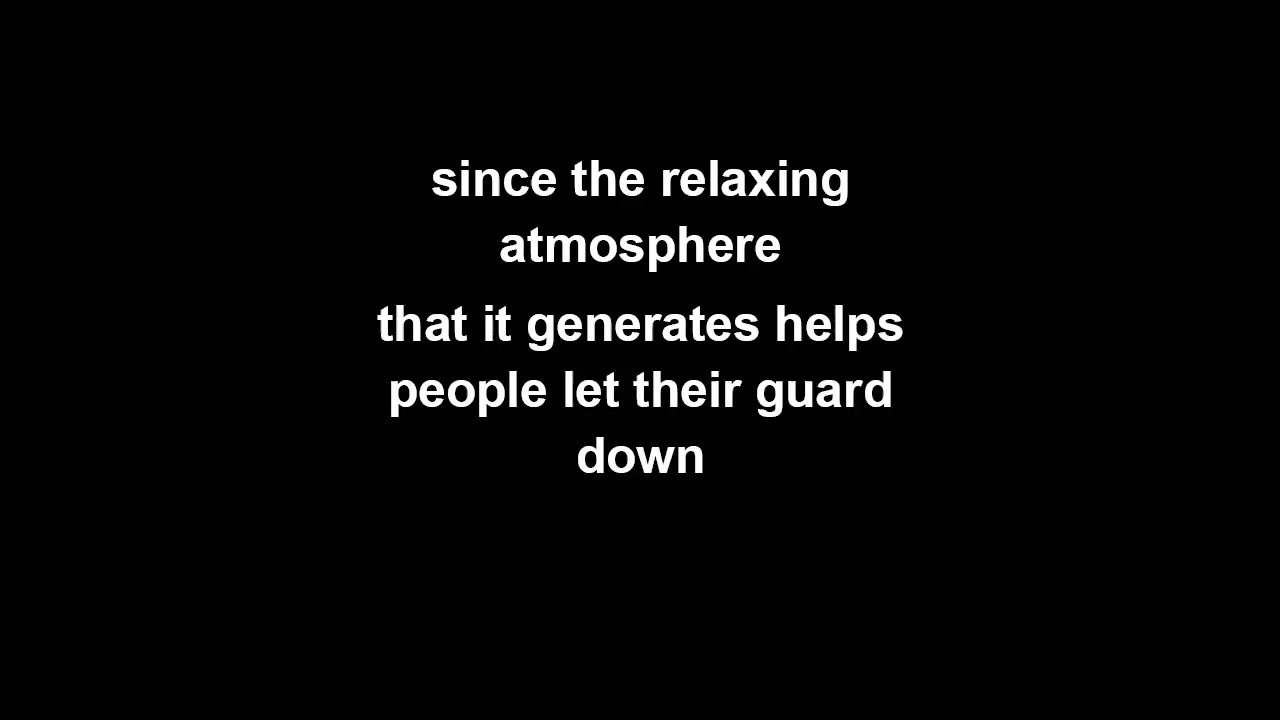 since the relaxing
atmosphere
that it generates helps
people let their guard
down